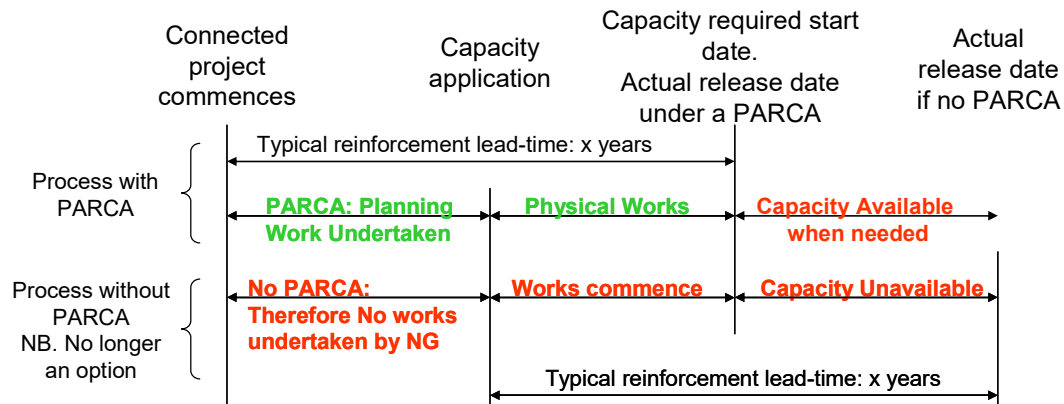 Connected
project
commences
Capacity
application
Capacity required start
date.
Actual release date
under a PARCA
Actual
release date
if no PARCA
Typical reinforcement lead-time: x years
Process with
PARCA
PARCA: Planning
Work Undertaken
Physical Works
Capacity Available
when needed
Process without
PARCA
NB. No longer
an option
No PARCA:
Therefore No works
undertaken by NG
Works commence
Capacity Unavailable
Typical reinforcement lead-time: x years